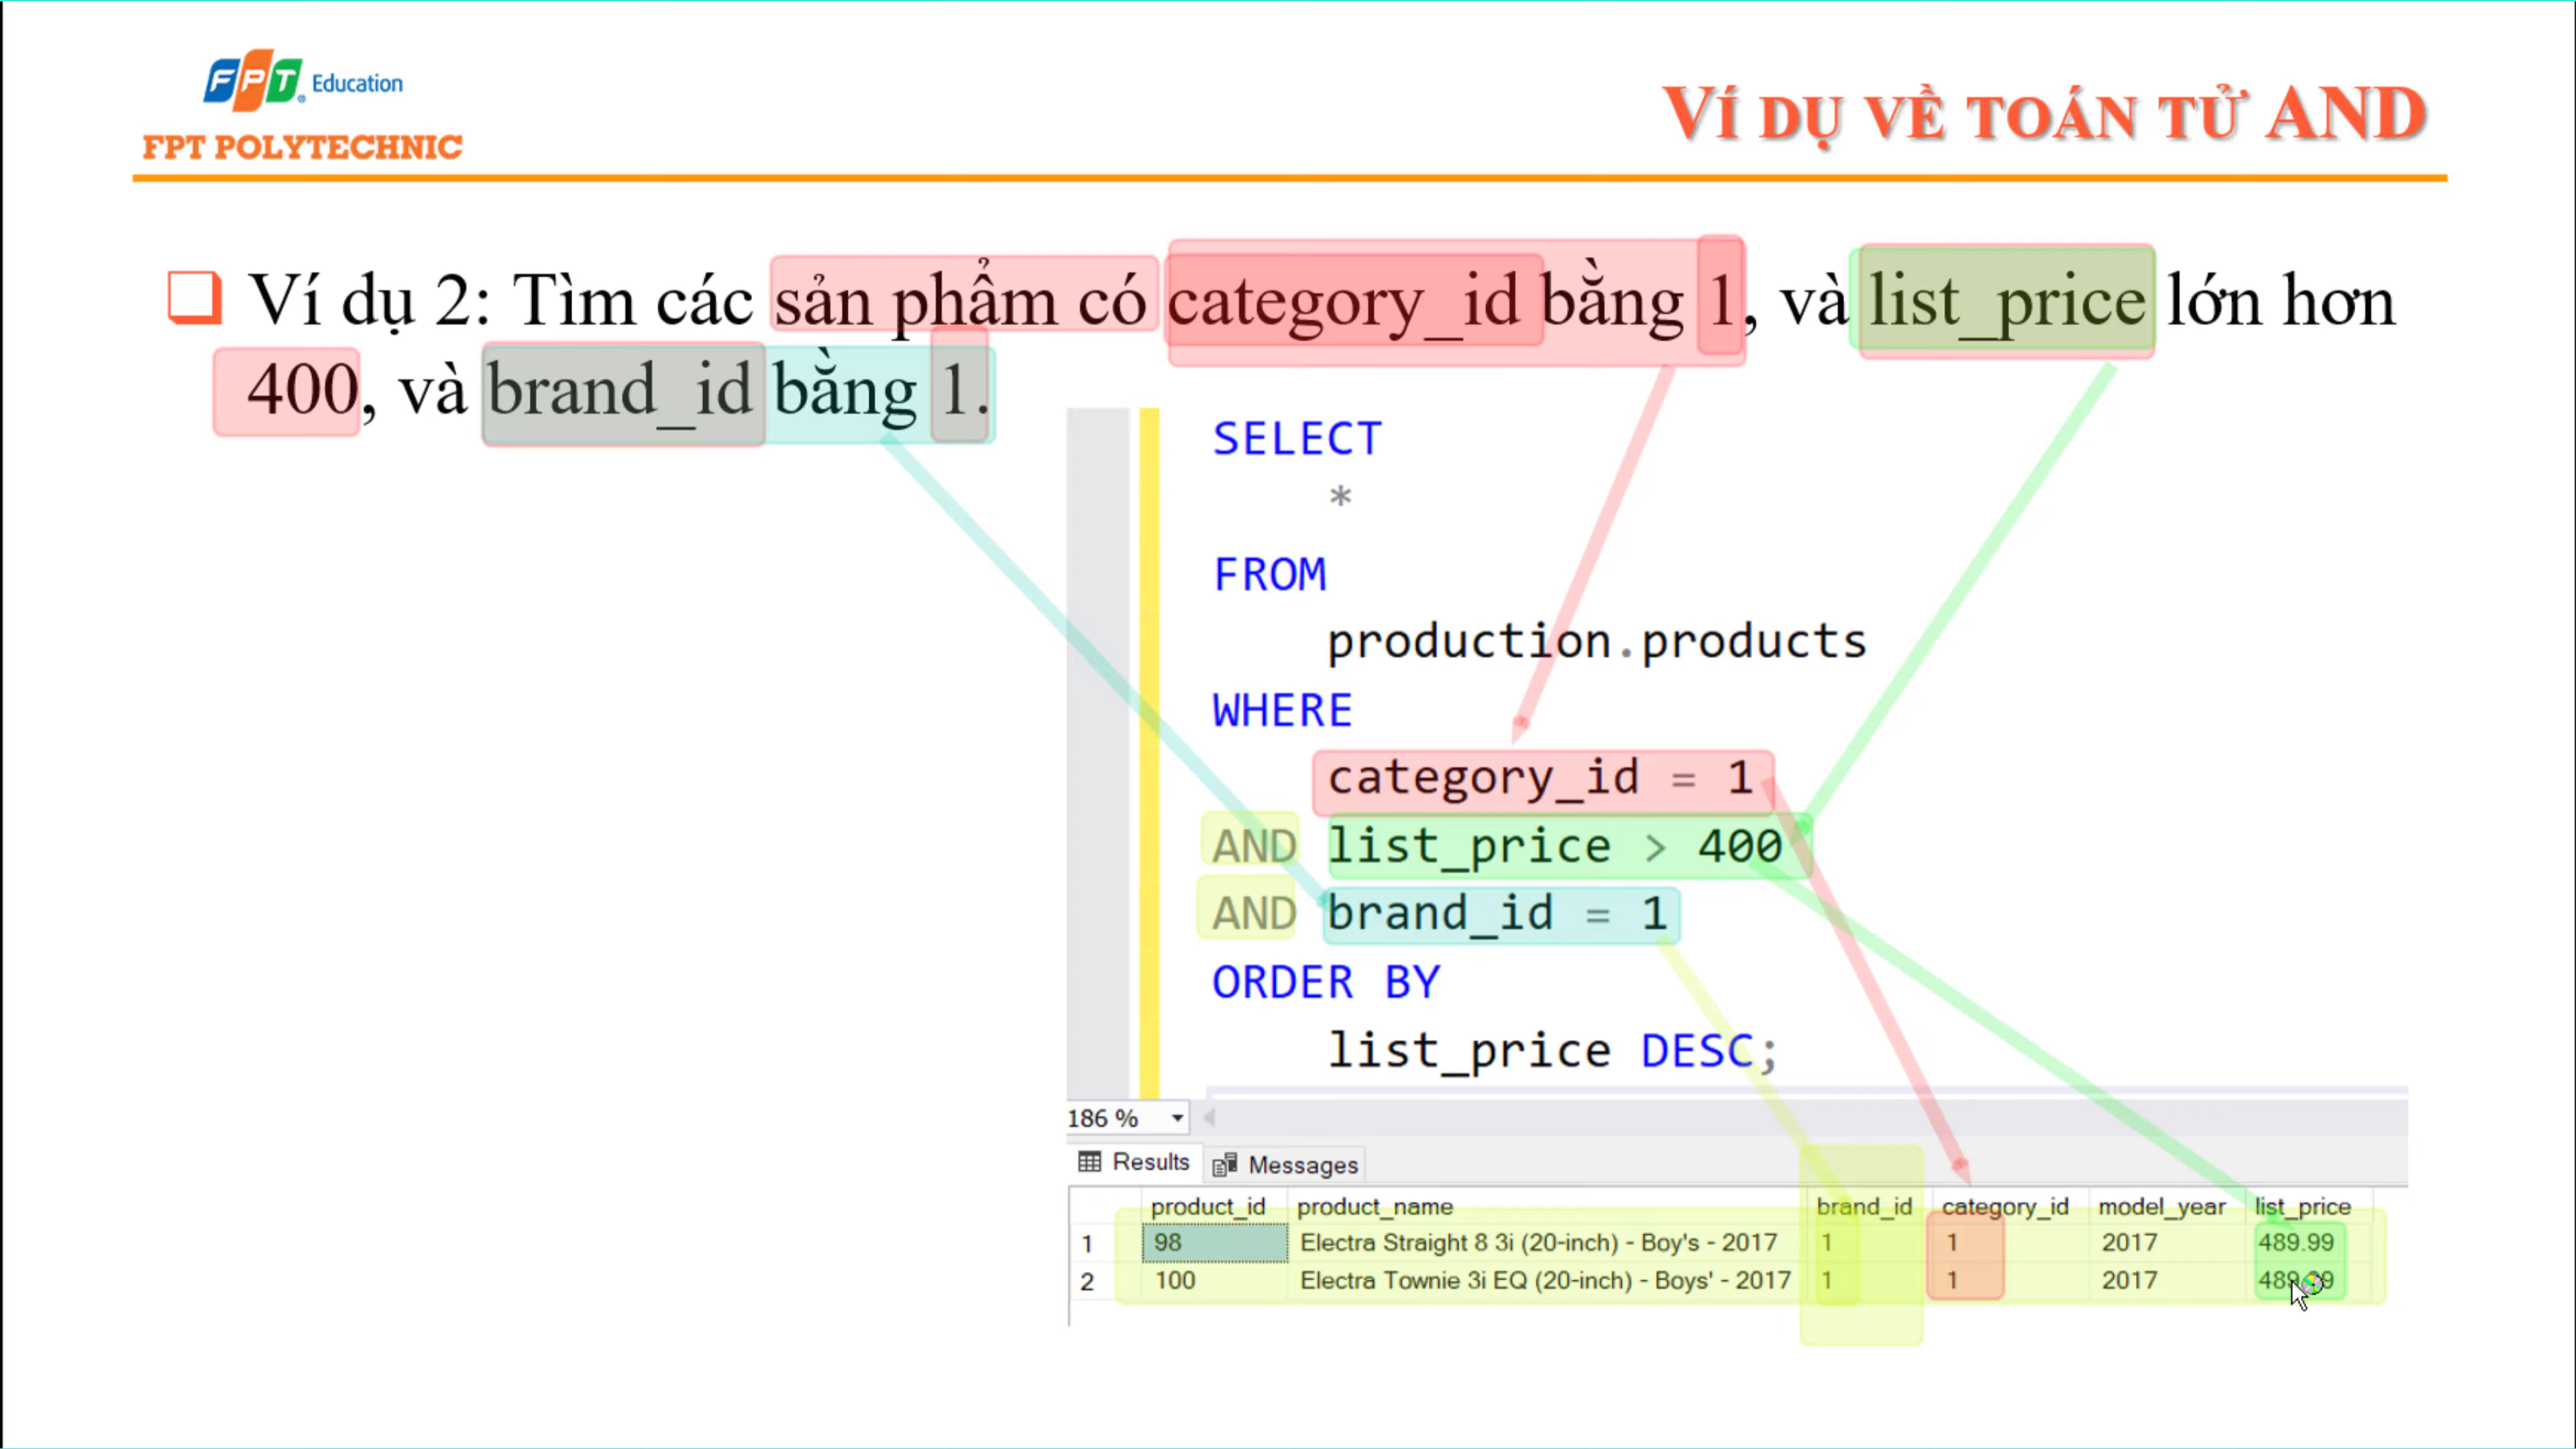 FPT Education
FPT POLYTECHNIC
VÍ DỤ VỀ TOÁN TỬ AND
Ví dụ 2: Tìm các sản phẩm có category_id bằng 1, và list_price lớn hơn
400, và brand_id bằng 1.
SELECT
*
FROM
production.products
WHERE
category_id = 1
AND list_price > 400
AND brand_id = 1
ORDER BY
list_price DESC;
186 %
Results Messages
product_id product_name brand_id category_id model_year list_price
1 98 Electra Straight 8 3i (20-inch) - Boy's - 2017 1 1 2017 489.99
2 100 Electra Townie 3i EQ (20-inch) - Boys' - 2017 1 1 2017 489.99